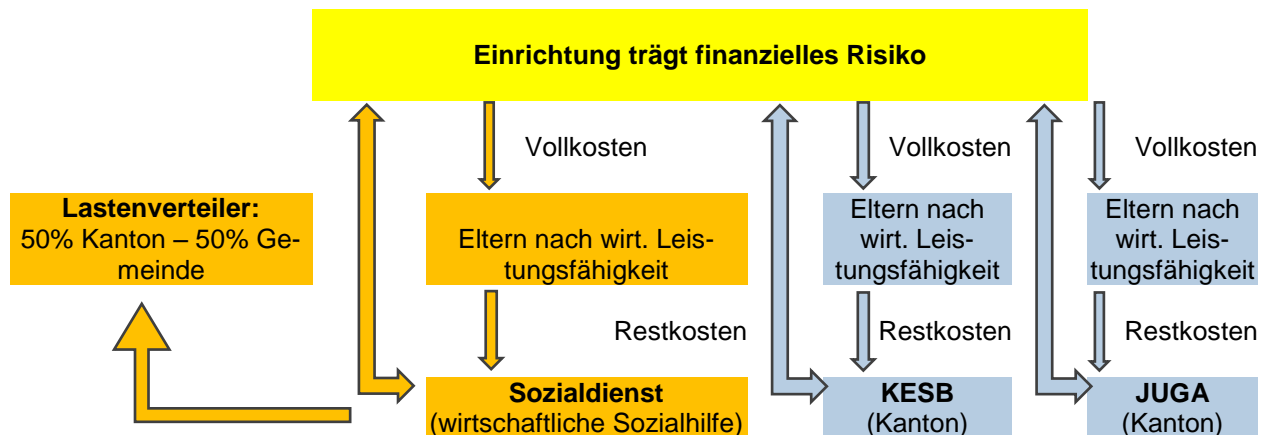 Einrichtung trägt finanzielles Risiko
Vollkosten
Vollkosten
Vollkosten
Lastenverteiler:
50% Kanton – 50% Ge-
meinde
Eltern nach wirt. Leis-
tungsfähigkeit
Eltern nach
wirt. Leis-
tungsfähigkeit
Eltern nach
wirt. Leis-
tungsfähigkeit
Restkosten
Restkosten
Restkosten
Sozialdienst
(wirtschaftliche Sozialhilfe)
KESB
(Kanton)
JUGA
(Kanton)